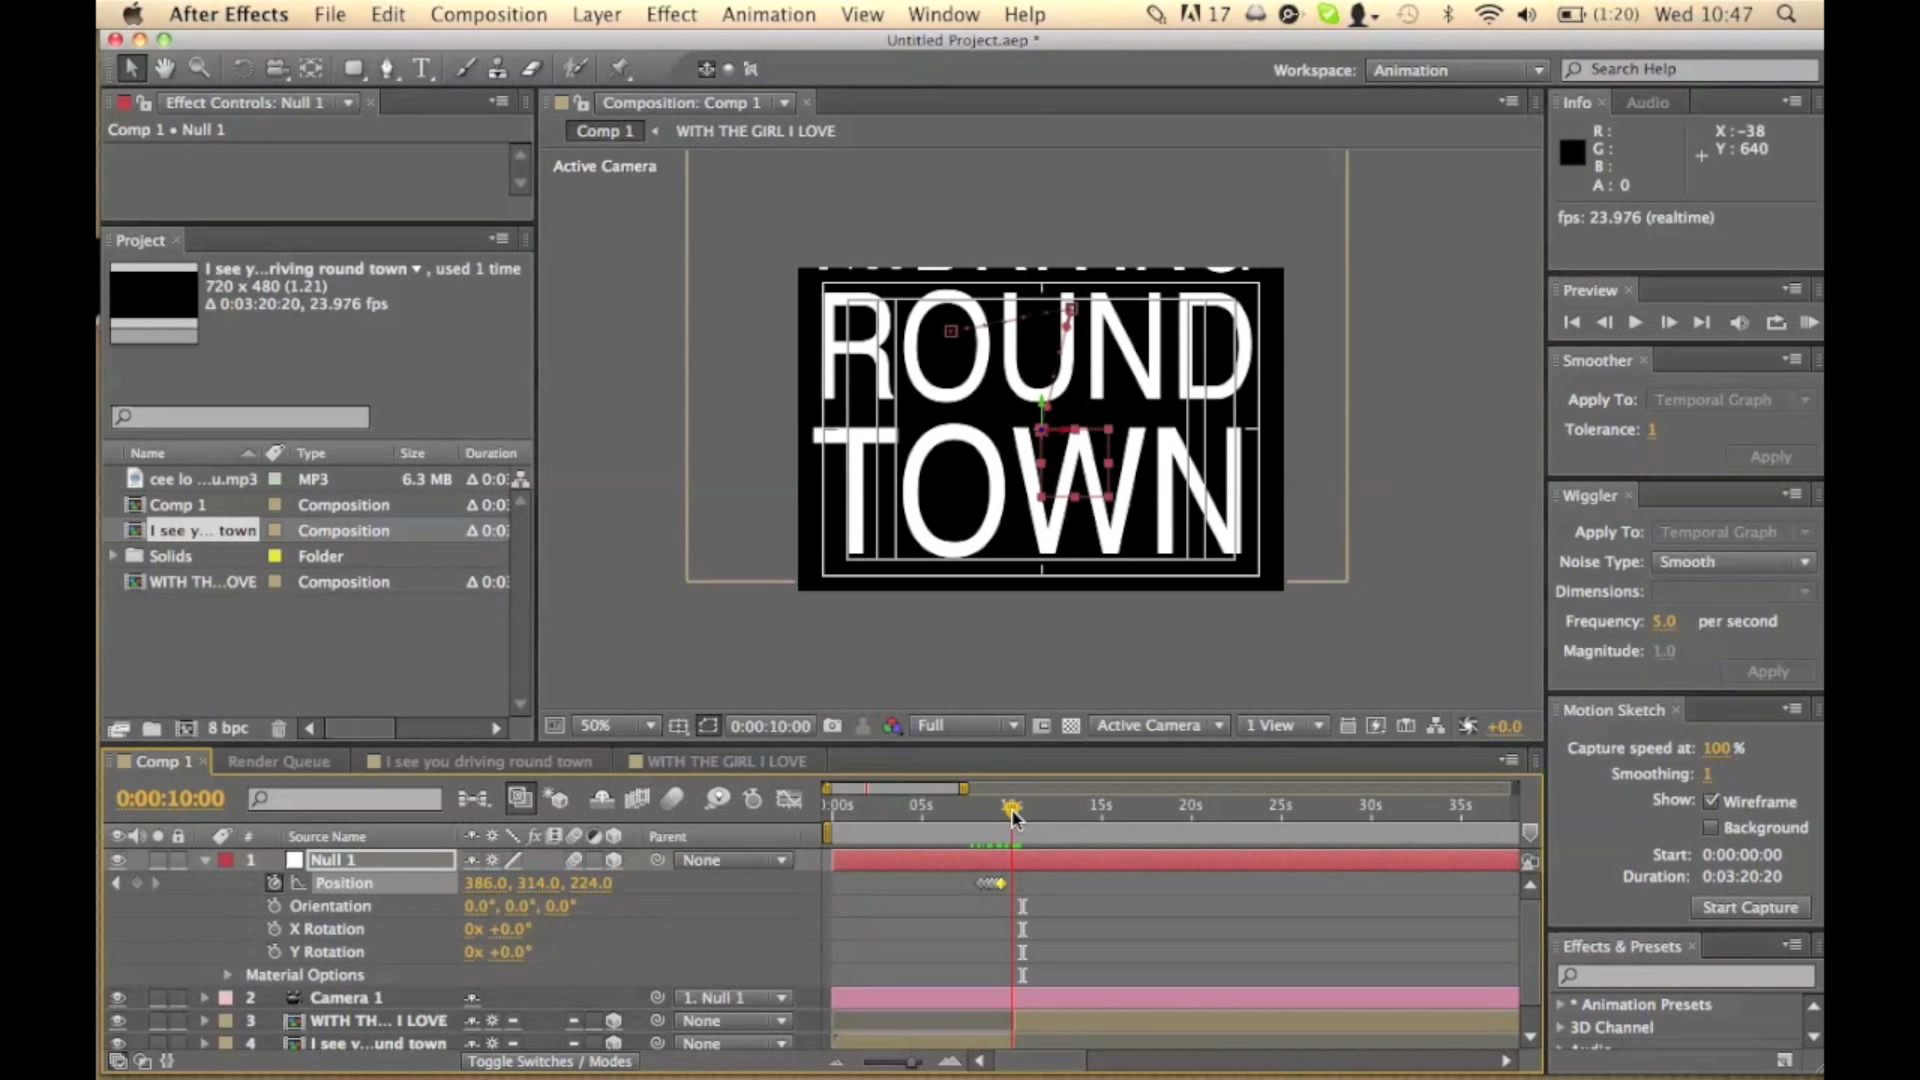 After Effects File Edit Composition Layer Effect Animation View Window Help 17 (1:20) Wed 10:47
Untitled Project.aep *
T Workspace: Animation Search Help
Effect Controls: Null 1 × Composition: Comp 1 × Info × Audio
Comp 1 • Null 1
Comp 1 WITH THE GIRL I LOVE
Active Camera
R :
G :
B :
A : 0
X : -38
Y : 640
fps: 23.976 (realtime)
Project ×
I see y...riving round town ▾ , used 1 time
720 x 480 (1.21)
Δ 0:03:20:20, 23.976 fps
ROUND
TOWN
Preview ×
Smoother ×
Apply To: Temporal Graph
Tolerance: 1
Apply
Name Type Size Duration
cee lo ...u.mp3 MP3 6.3 MB Δ 0:0
Comp 1 Composition Δ 0:0
I see y... town Composition Δ 0:0
Solids Folder
WITH TH...OVE Composition Δ 0:0
Wiggler ×
Apply To: Temporal Graph
Noise Type: Smooth
Dimensions:
Frequency: 5.0 per second
Magnitude: 1.0
Apply
8 bpc
50% 0:00:10:00 Full Active Camera 1 View +0.0
Motion Sketch ×
Capture speed at: 100 %
Smoothing: 1
Show: Wireframe
Background
Start: 0:00:00:00
Duration: 0:03:20:20
Start Capture
Comp 1 × Render Queue I see you driving round town WITH THE GIRL I LOVE
0:00:10:00 :00s 05s 10s 15s 20s 25s 30s 35s
# Source Name fx Parent
1 Null 1 None
Position 386.0, 314.0, 224.0
Orientation 0.0°, 0.0°, 0.0°
X Rotation 0x +0.0°
Y Rotation 0x +0.0°
Material Options
2 Camera 1 1. Null 1
3 WITH TH... I LOVE None
4 I see y...und town None
Toggle Switches / Modes
Effects & Presets ×
* Animation Presets
3D Channel